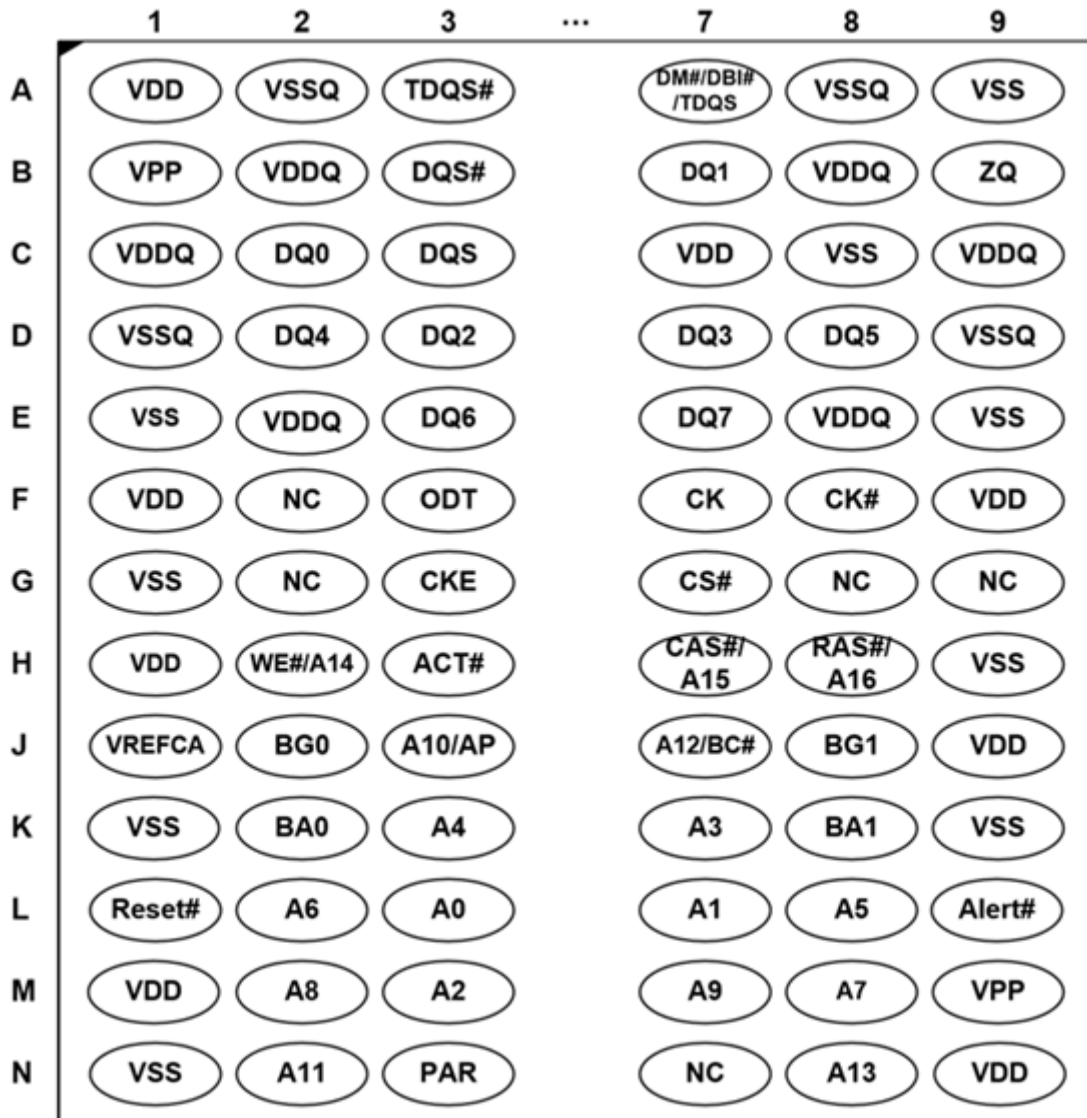 1 2 3 ... 7 8 9
A VDD VSSQ TDQS# DM#/DBI# /TDQS VSSQ VSS
B VPP VDDQ DQS# DQ1 VDDQ ZQ
C VDDQ DQ0 DQS VDD VSS VDDQ
D VSSQ DQ4 DQ2 DQ3 DQ5 VSSQ
E VSS VDDQ DQ6 DQ7 VDDQ VSS
F VDD NC ODT CK CK# VDD
G VSS NC CKE CS# NC NC
H VDD WE#/A14 ACT# CAS#/ A15 RAS#/ A16 VSS
J VREFCA BG0 A10/AP A12/BC# BG1 VDD
K VSS BA0 A4 A3 BA1 VSS
L Reset# A6 A0 A1 A5 Alert#
M VDD A8 A2 A9 A7 VPP
N VSS A11 PAR NC A13 VDD